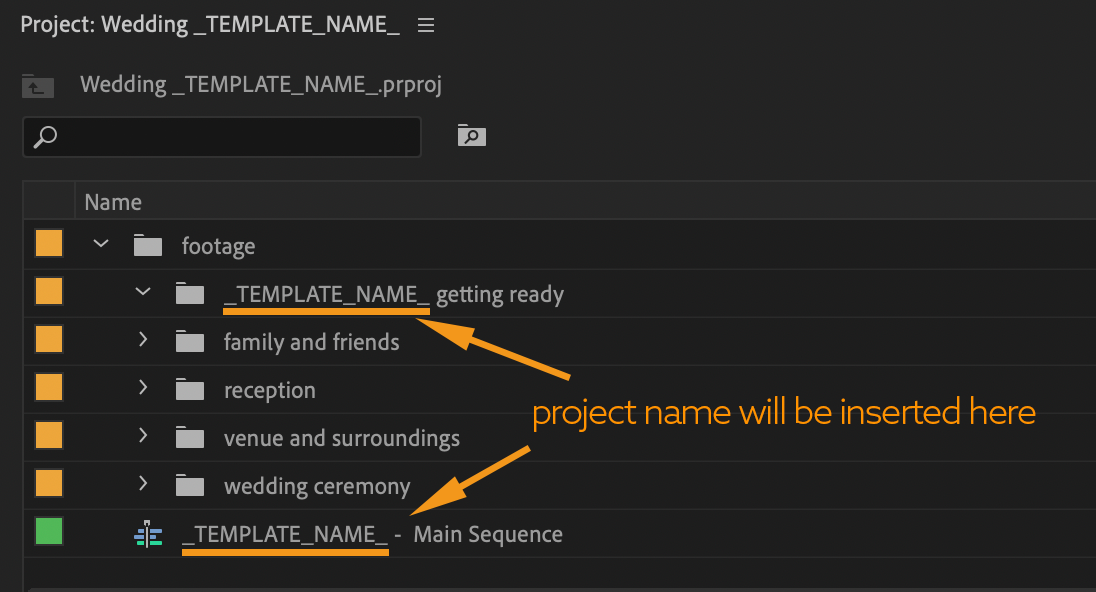 Project: Wedding _TEMPLATE_NAME_
Wedding _TEMPLATE_NAME_.prproj
Name
footage
_TEMPLATE_NAME_ getting ready
family and friends
reception
project name will be inserted here
venue and surroundings
wedding ceremony
_TEMPLATE_NAME_ - Main Sequence